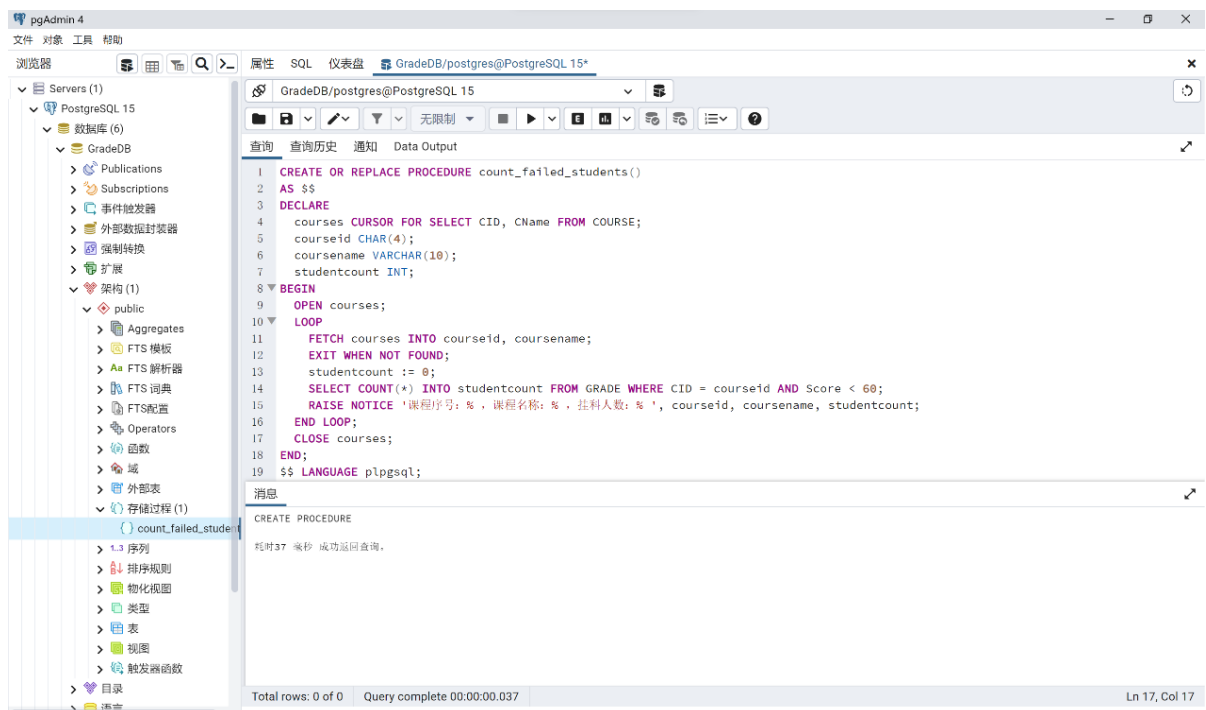 pgAdmin 4
文件 对象 工具 帮助
浏览器
属性 SQL 仪表盘 GradeDB/postgres@PostgreSQL 15*
Servers (1)
PostgreSQL 15
数据库 (6)
GradeDB
Publications
Subscriptions
事件触发器
外部数据封装器
强制转换
扩展
架构 (1)
public
Aggregates
FTS 模板
Aa FTS 解析器
FTS 词典
FTS配置
Operators
函数
域
外部表
存储过程 (1)
count_failed_student
1..3 序列
排序规则
物化视图
类型
表
视图
触发器函数
目录
语言
GradeDB/postgres@PostgreSQL 15
无限制
查询 查询历史 通知 Data Output
1 CREATE OR REPLACE PROCEDURE count_failed_students()
2 AS $$
3 DECLARE
4 courses CURSOR FOR SELECT CID, CName FROM COURSE;
5 courseid CHAR(4);
6 coursename VARCHAR(10);
7 studentcount INT;
8 BEGIN
9 OPEN courses;
10 LOOP
11 FETCH courses INTO courseid, coursename;
12 EXIT WHEN NOT FOUND;
13 studentcount := 0;
14 SELECT COUNT(*) INTO studentcount FROM GRADE WHERE CID = courseid AND Score < 60;
15 RAISE NOTICE '课程序号：% ，课程名称：% ，挂科人数：% ', courseid, coursename, studentcount;
16 END LOOP;
17 CLOSE courses;
18 END;
19 $$ LANGUAGE plpgsql;
消息
CREATE PROCEDURE
耗时37 毫秒 成功返回查询。
Total rows: 0 of 0 Query complete 00:00:00.037
Ln 17, Col 17